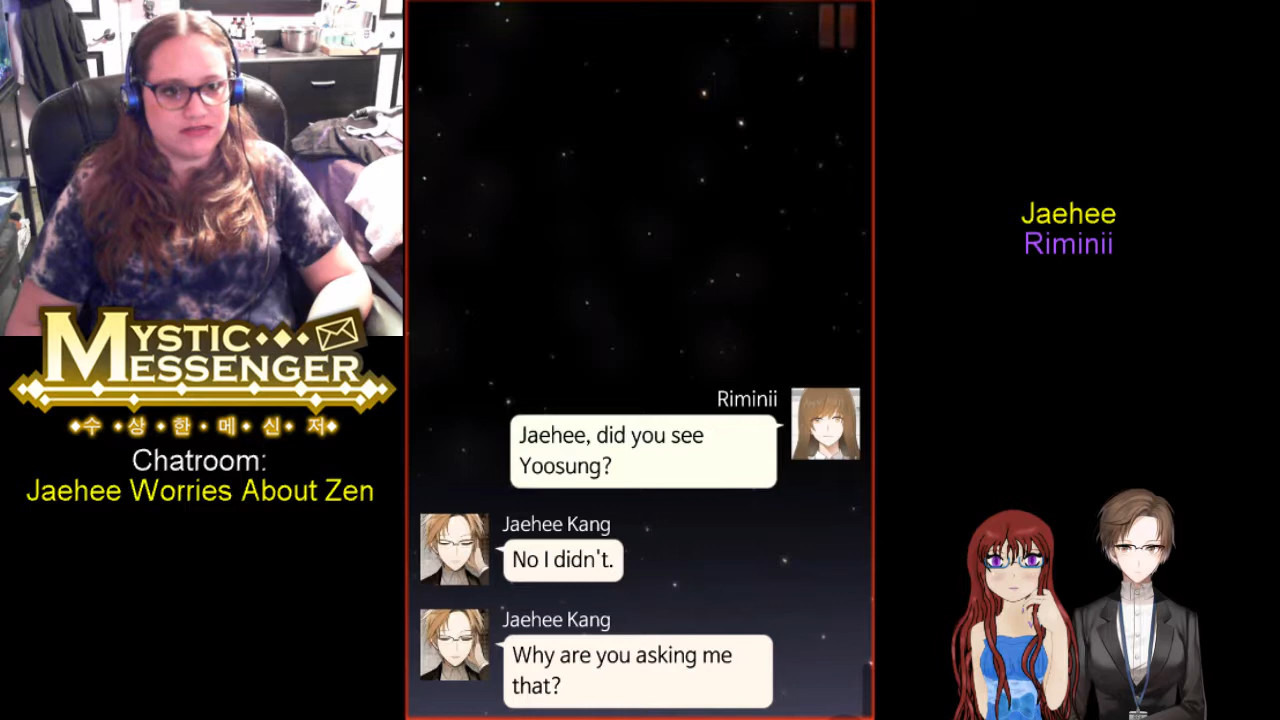 MYSTIC
MESSENGER
수상한메신저
Chatroom:
Jaehee Worries About Zen
Riminii
Jaehee, did you see
Yoosung?
Jaehee Kang
No I didn't.
Jaehee Kang
Why are you asking me
that?
Jaehee
Riminii